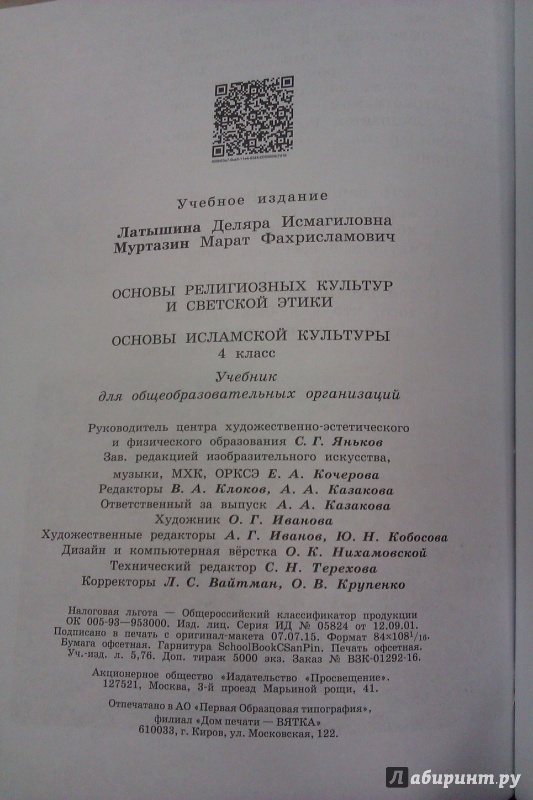 Учебное издание
Латышина Деляра Исмагиловна
Муртазин Марат Фахрисламович
ОСНОВЫ РЕЛИГИОЗНЫХ КУЛЬТУР
И СВЕТСКОЙ ЭТИКИ
ОСНОВЫ ИСЛАМСКОЙ КУЛЬТУРЫ
4 класс
Учебник
для общеобразовательных организаций
Руководитель центра художественно-эстетического
и физического образования С. Г. Яньков
Зав. редакцией изобразительного искусства,
музыки, МХК, ОРКСЭ Е. А. Кочерова
Редакторы В. А. Клоков, А. А. Казакова
Ответственный за выпуск А. А. Казакова
Художник О. Г. Иванова
Художественные редакторы А. Г. Иванов, Ю. Н. Кобосова
Дизайн и компьютерная вёрстка О. К. Нихамовской
Технический редактор С. Н. Терехова
Корректоры Л. С. Вайтман, О. В. Крупенко
Налоговая льгота — Общероссийский классификатор продукции
ОК 005-93—953000. Изд. лиц. Серия ИД № 05824 от 12.09.01.
Подписано в печать с оригинал-макета 07.07.15. Формат 84×108¹/₁₆.
Бумага офсетная. Гарнитура SchoolBookCSanPin. Печать офсетная.
Уч.-изд. л. 5,76. Доп. тираж 5000 экз. Заказ № ВЗК-01292-16.
Акционерное общество «Издательство «Просвещение».
127521, Москва, 3-й проезд Марьиной рощи, 41.
Отпечатано в АО «Первая Образцовая типография»,
филиал «Дом печати — ВЯТКА»
610033, г. Киров, ул. Московская, 122.
Лабиринт.ру